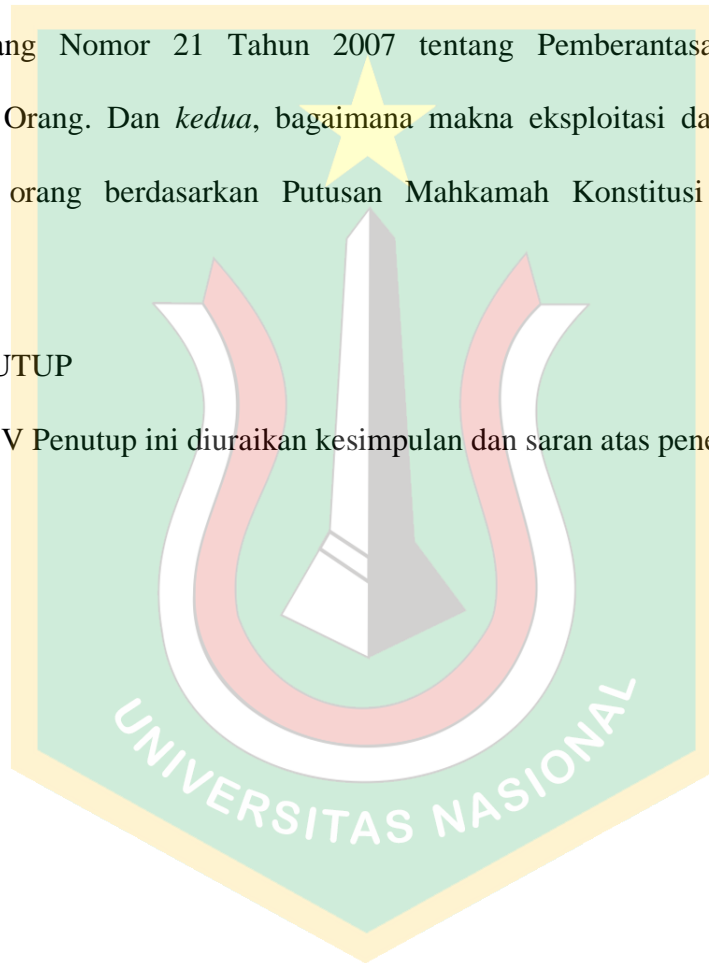 ang Nomor 21 Tahun 2007 tentang Pemberantasa
Orang. Dan kedua, bagaimana makna eksploitasi da
orang berdasarkan Putusan Mahkamah Konstitusi
UTUP
V Penutup ini diuraikan kesimpulan dan saran atas pene
UNIVERSITAS NASIONAL